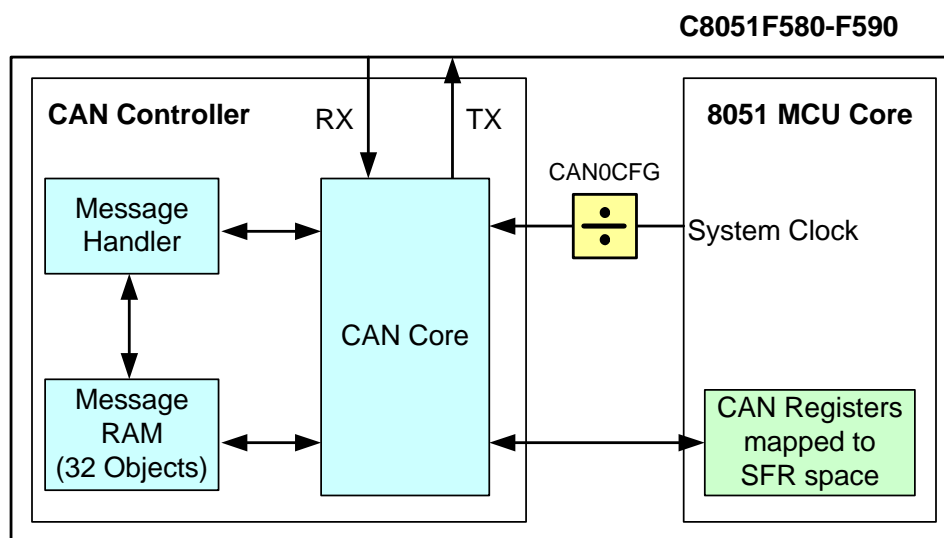 C8051F580-F590
CAN Controller
RX
TX
8051 MCU Core
CAN0CFG
÷
System Clock
Message
Handler
CAN Core
Message
RAM
(32 Objects)
CAN Registers
mapped to
SFR space